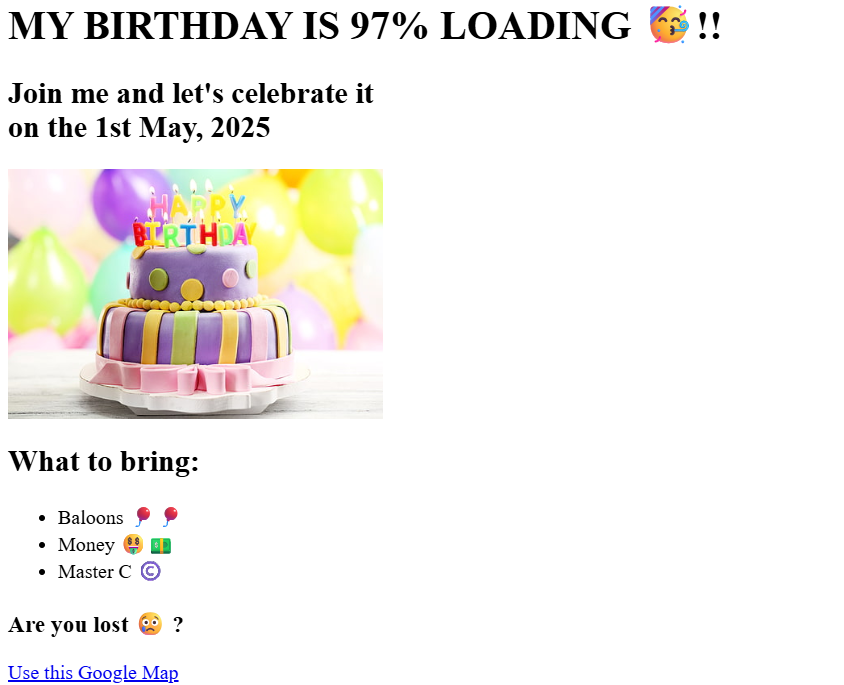 MY BIRTHDAY IS 97% LOADING 🥳!!
Join me and let's celebrate it
on the 1st May, 2025
HAPPY
BIRTHDAY
What to bring:
• Baloons 🎈 🎈
• Money 🤑 💵
• Master C ©
Are you lost 😢 ?
Use this Google Map